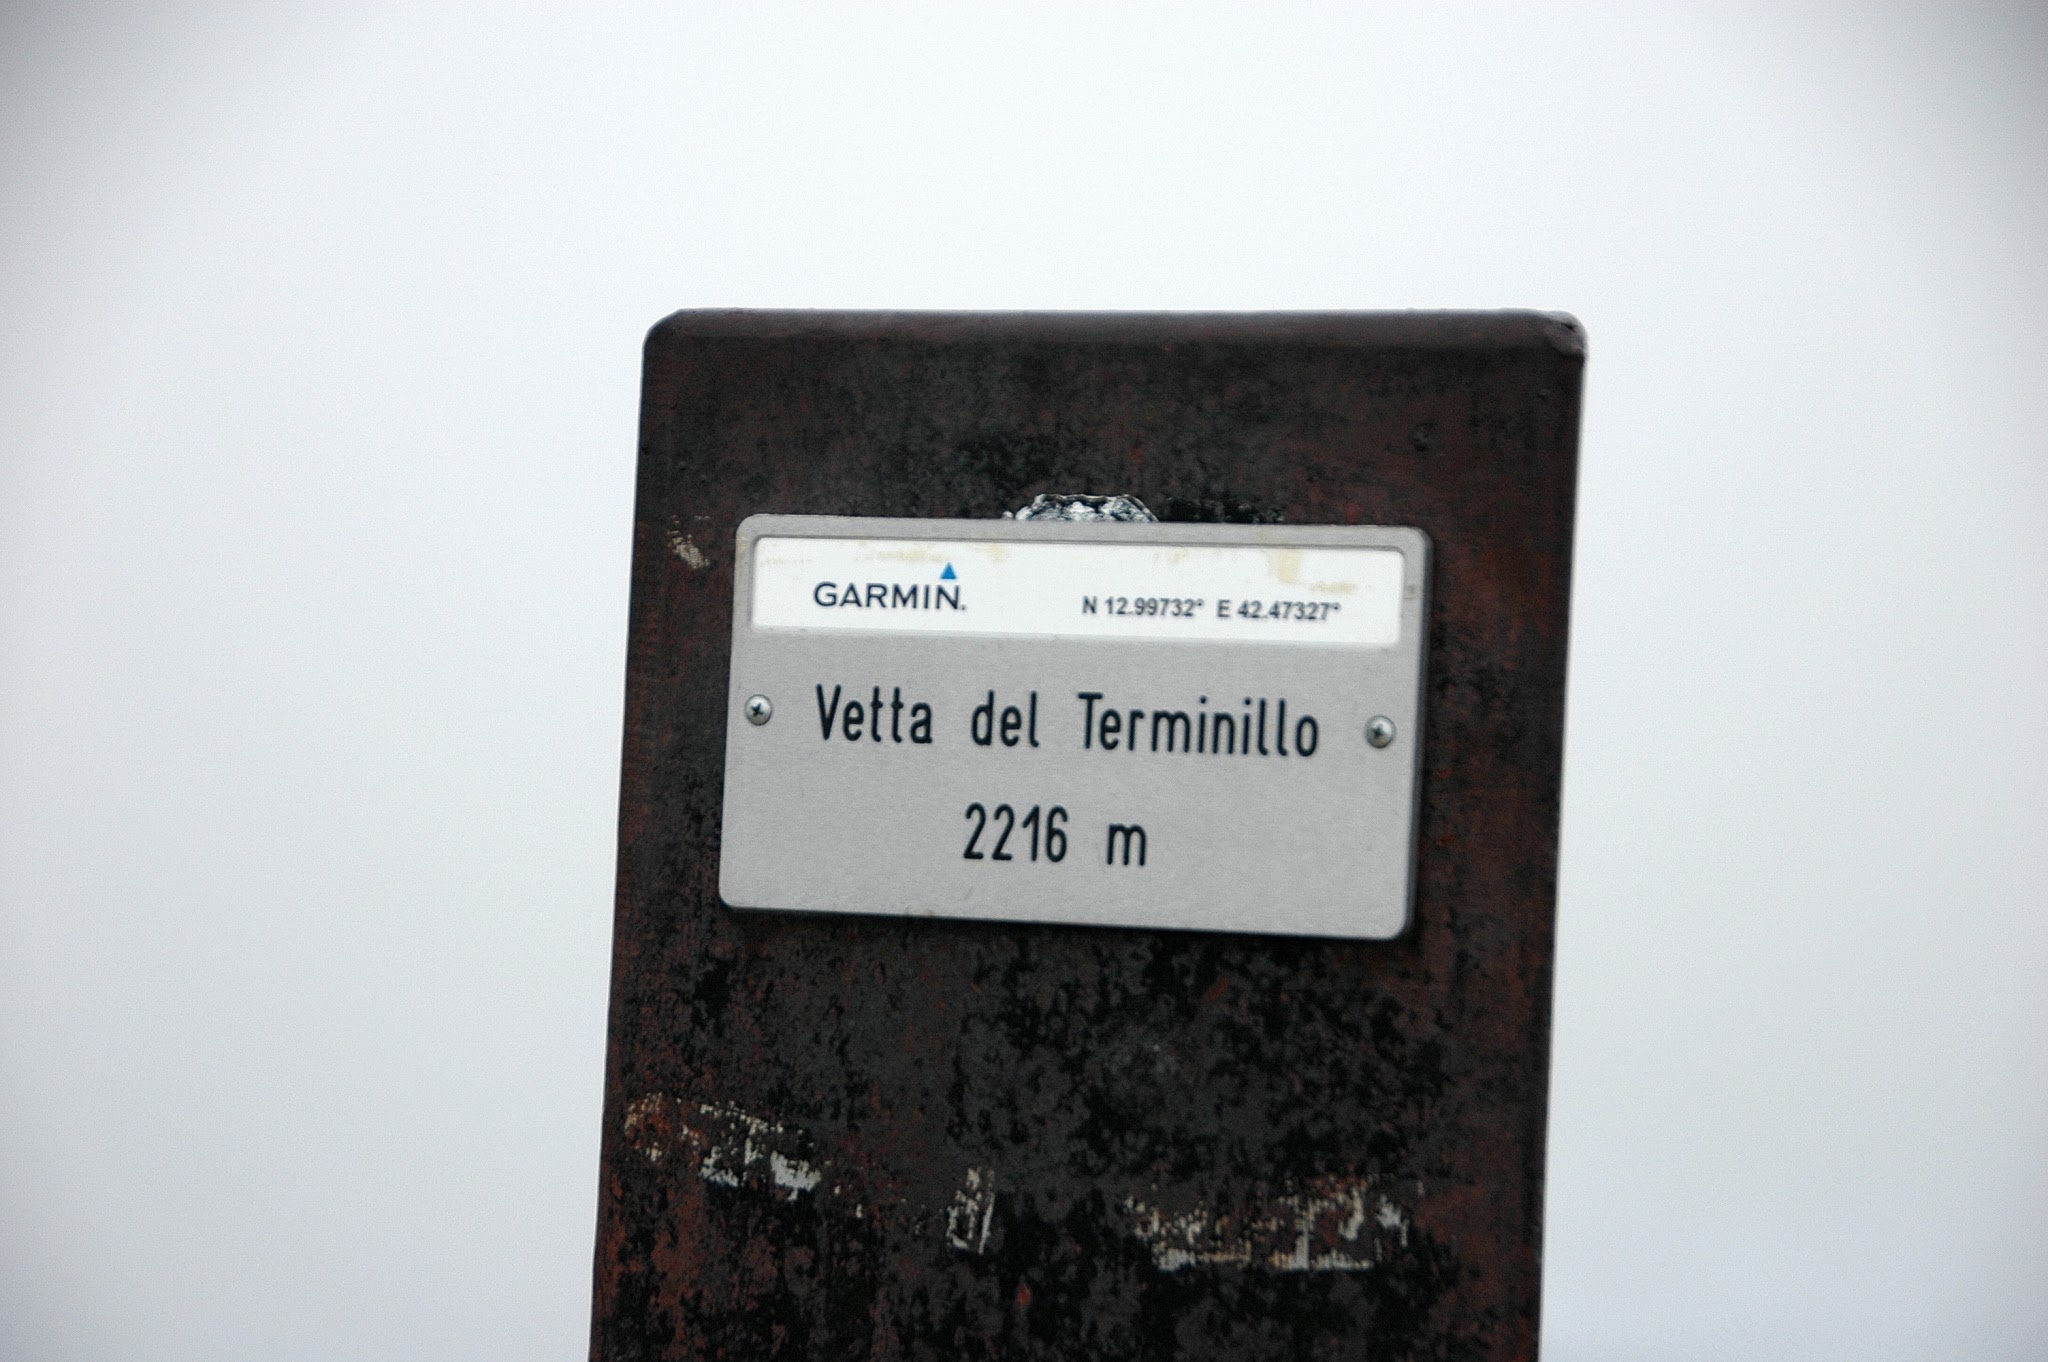 GARMIN.
N 12.99732° E 42.47327°
Vetta del Terminillo
2216 m